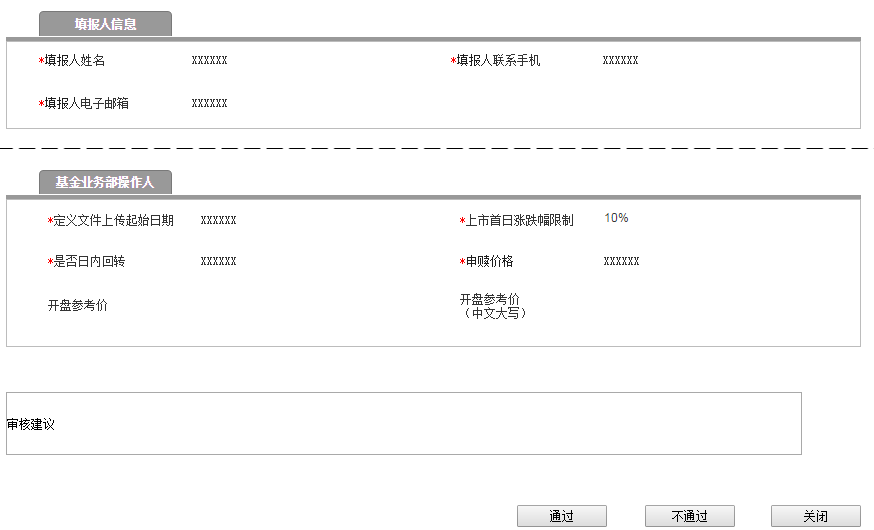 填报人信息
*填报人姓名 XXXXXX *填报人联系手机 XXXXXX
*填报人电子邮箱 XXXXXX
基金业务部操作人
*定义文件上传起始日期 XXXXXX *上市首日涨跌幅限制 10%
*是否日内回转 XXXXXX *申赎价格 XXXXXX
开盘参考价 开盘参考价
（中文大写）
审核建议
通过 不通过 关闭